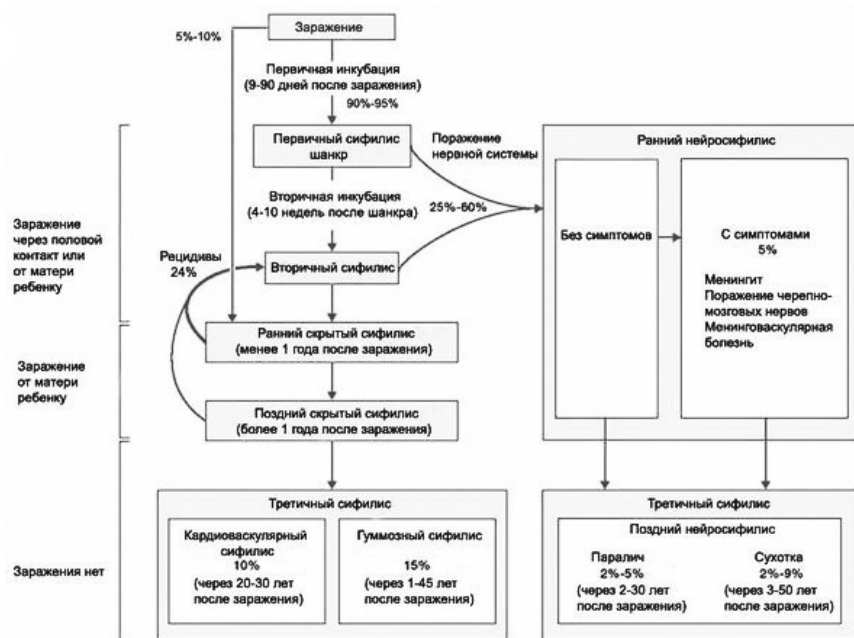 Заражение
5%-10%
Первичная инкубация
(9-90 дней после заражения)
90%-95%
Первичный сифилис
шанкр
Поражение
нервной системы
Вторичная инкубация
(4-10 недель после шанкра)
25%-60%
Рецидивы
24%
Вторичный сифилис
Ранний скрытый сифилис
(менее 1 года после заражения)
Поздний скрытый сифилис
(более 1 года после заражения)
Заражение
через половой
контакт или
от матери
ребенку
Заражение
от матери
ребенку
Заражения нет
Ранний нейросифилис
Без симптомов
С симптомами
5%
Менингит
Поражение черепно-
мозговых нервов
Менинговаскулярная
болезнь
Третичный сифилис
Кардиоваскулярный
сифилис
10%
(через 20-30 лет
после заражения)
Гуммозный сифилис
15%
(через 1-45 лет
после заражения)
Третичный сифилис
Поздний нейросифилис
Паралич
2%-5%
(через 2-30 лет
после заражения)
Сухотка
2%-9%
(через 3-50 лет
после заражения)